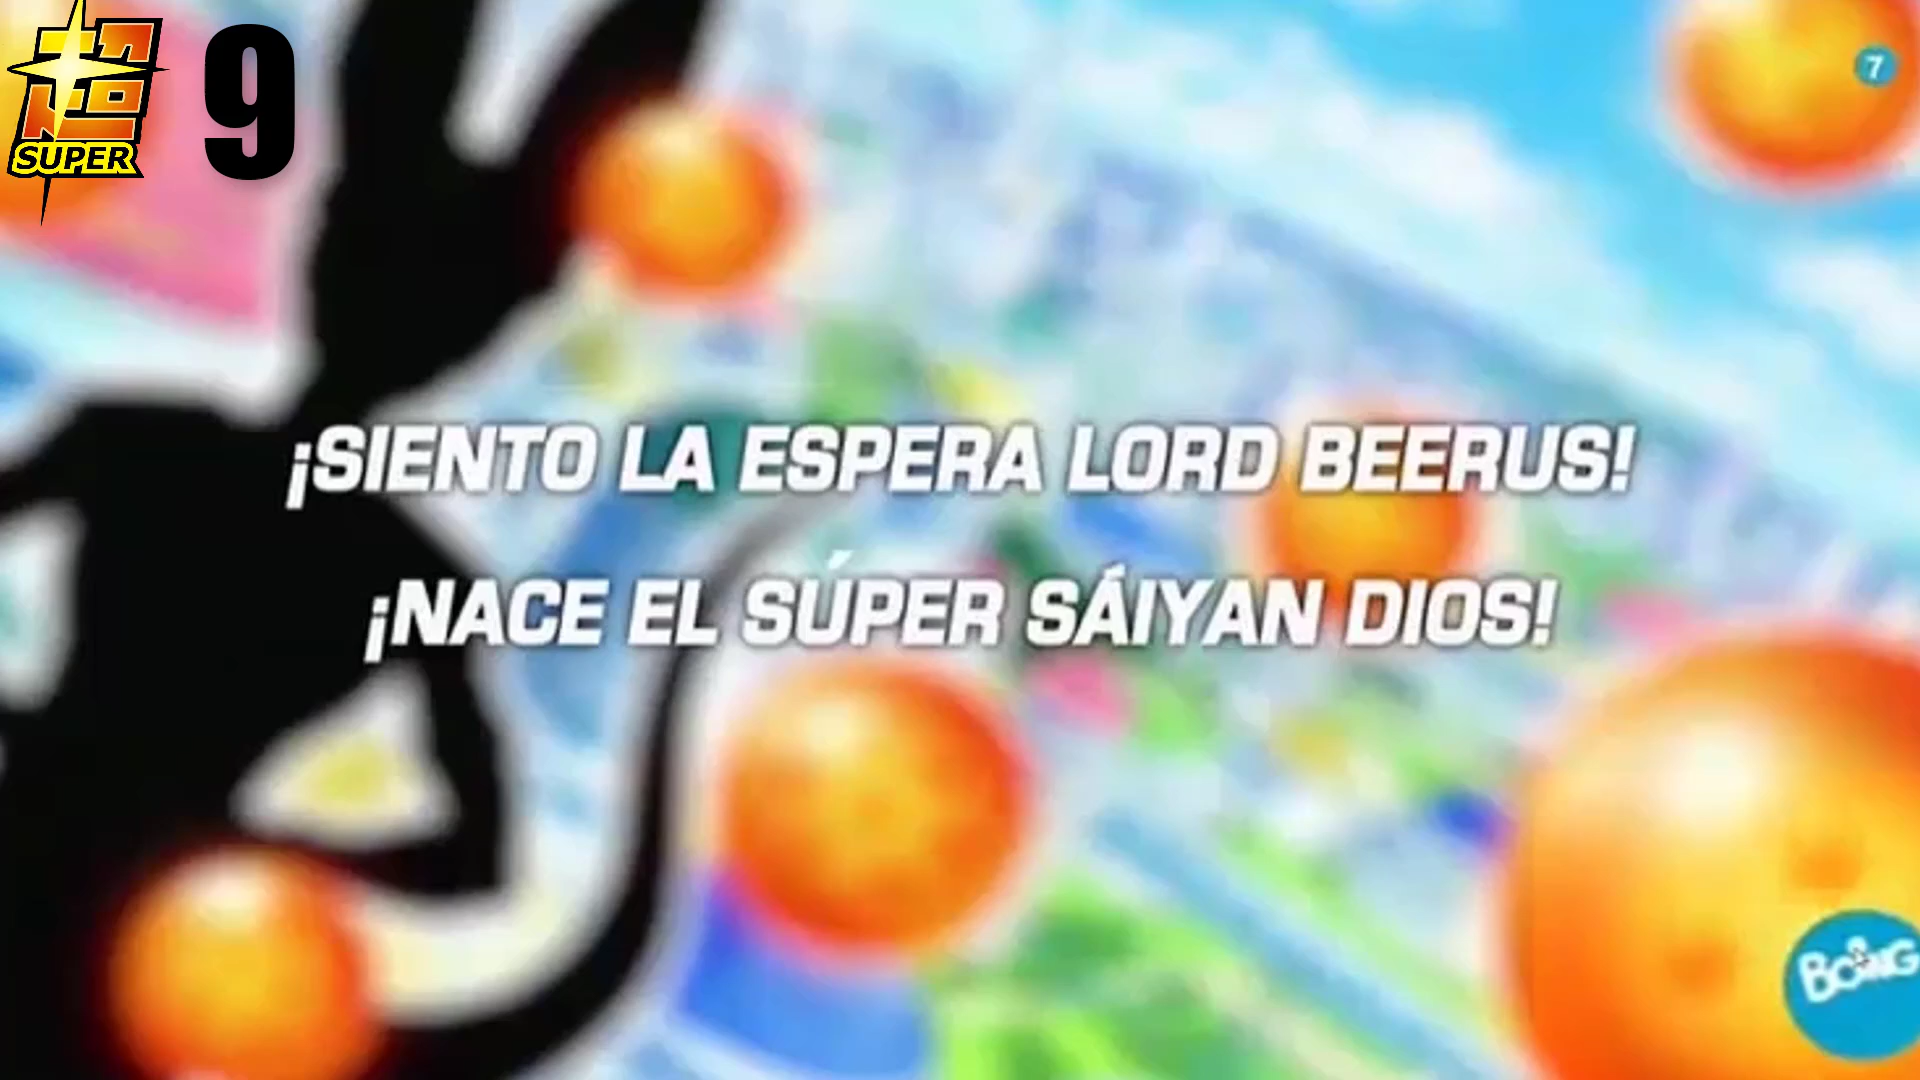 SUPER
9
7
¡SIENTO LA ESPERA LORD BEERUS!
¡NACE EL SÚPER SÁIYAN DIOS!
BOING